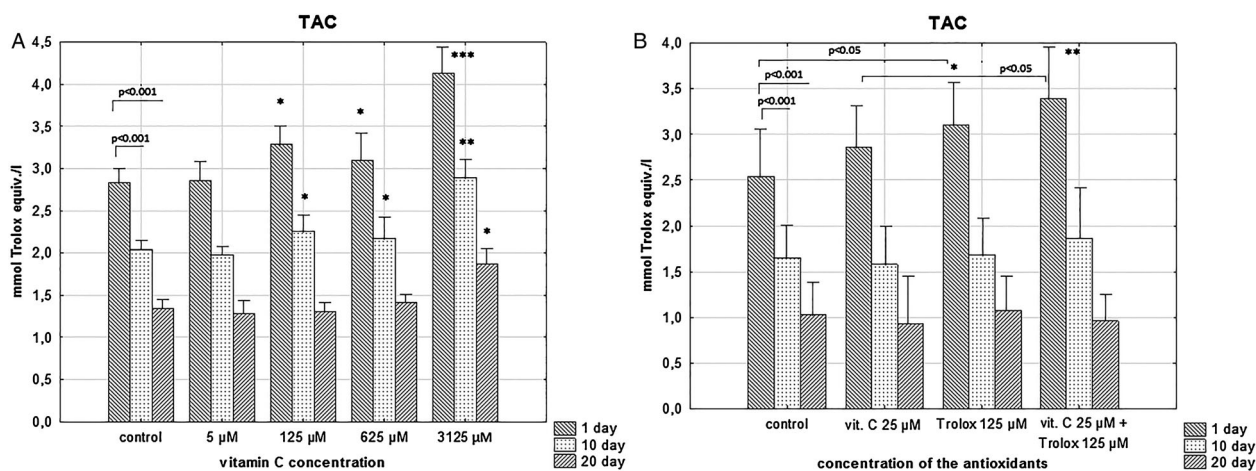 A
TAC
4,5
4,0
3,5
3,0
2,5
2,0
1,5
1,0
0,5
0,0
mmol Trolox equiv./l
p<0.001
p<0.001
*
*
*
*
***
**
*
control 5 µM 125 µM 625 µM 3125 µM
vitamin C concentration
1 day
10 day
20 day
B
TAC
4,0
3,5
3,0
2,5
2,0
1,5
1,0
0,5
0,0
mmol Trolox equiv./l
p<0.05
p<0.05
p<0.001
p<0.001
*
**
control vit. C 25 µM Trolox 125 µM vit. C 25 µM +
Trolox 125 µM
concentration of the antioxidants
1 day
10 day
20 day